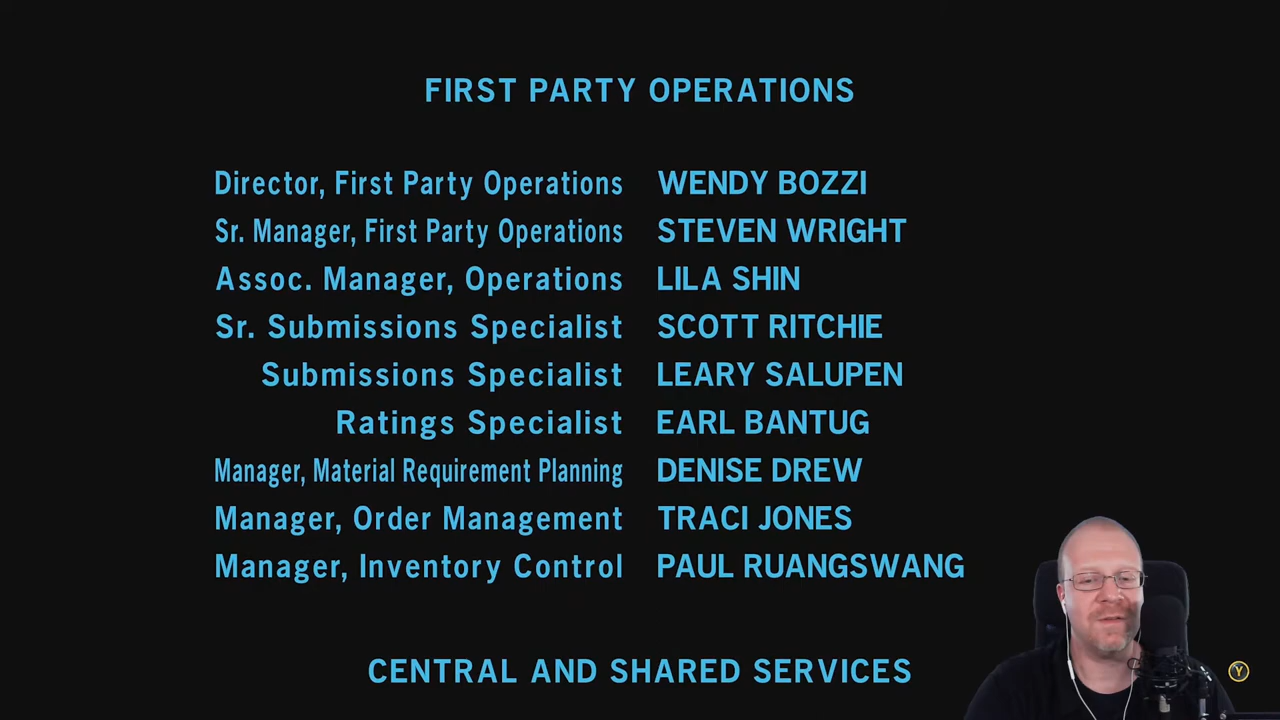 FIRST PARTY OPERATIONS
Director, First Party Operations WENDY BOZZI
Sr. Manager, First Party Operations STEVEN WRIGHT
Assoc. Manager, Operations LILA SHIN
Sr. Submissions Specialist SCOTT RITCHIE
Submissions Specialist LEARY SALUPEN
Ratings Specialist EARL BANTUG
Manager, Material Requirement Planning DENISE DREW
Manager, Order Management TRACI JONES
Manager, Inventory Control PAUL RUANGSWANG
CENTRAL AND SHARED SERVICES
Y